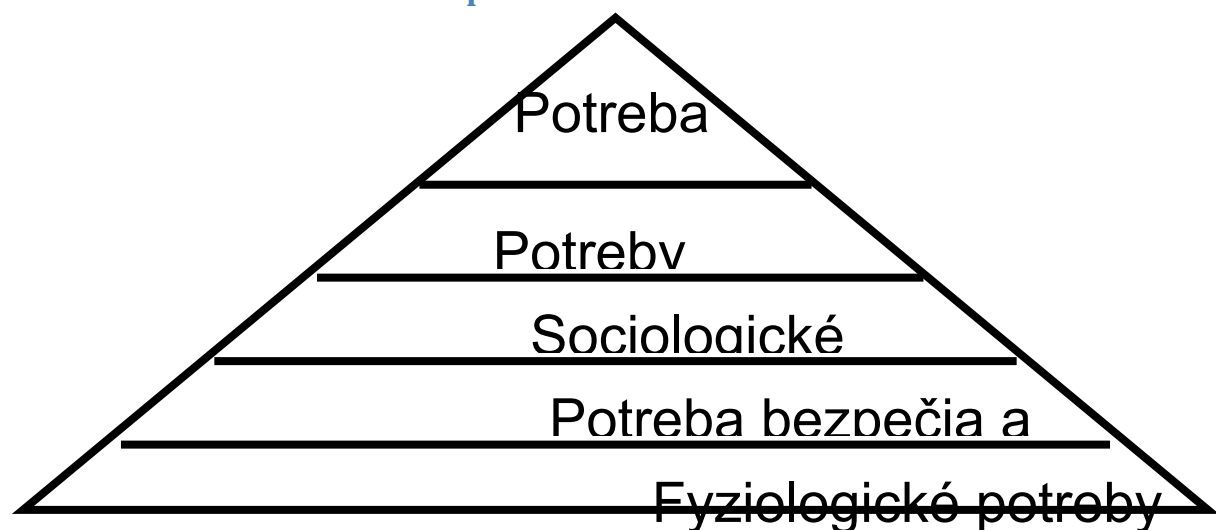 Potreba
Potreby
Sociologické
Potreba bezpečia a
Fyziologické potreby